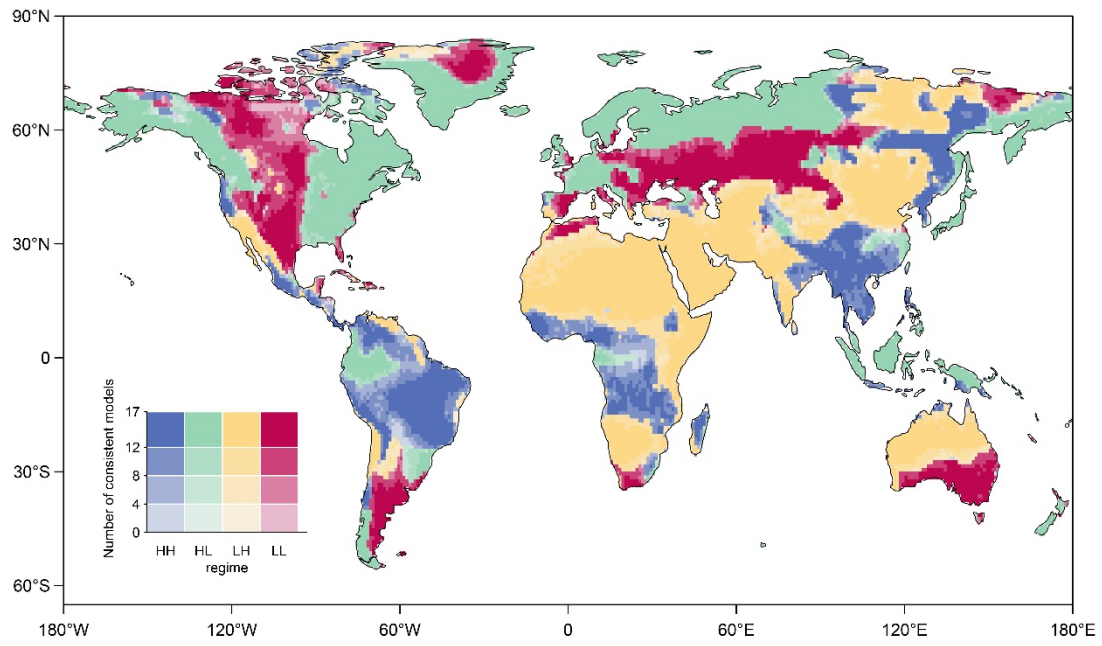 90°N
60°N
30°N
0
30°S
60°S
Number of consistent models
17
12
8
4
0
HH HL LH LL
regime
180°W 120°W 60°W 0 60°E 120°E 180°E